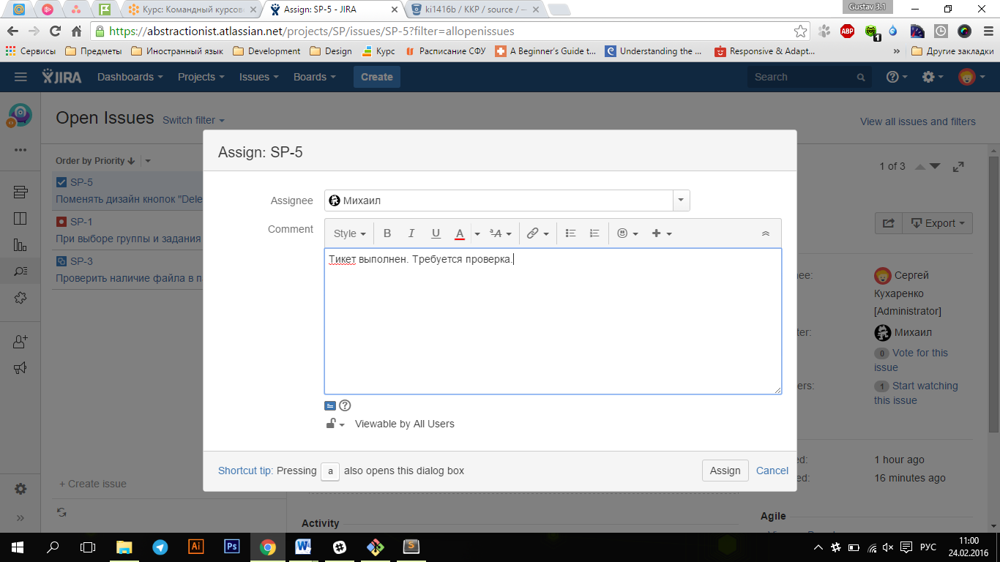 Gustav 3.1
Курс: Командный курсов
Assign: SP-5 - JIRA
ki1416b / KKP / source / —
https://abstractionist.atlassian.net/projects/SP/issues/SP-5?filter=allopenissues
ABP
1
Сервисы
Предметы
Иностранный язык
Development
Design
Курс
Расписание СФУ
A Beginner's Guide t...
Understanding the ...
Responsive & Adapt...
»
Другие закладки
JIRA
Dashboards
Projects
Issues
Boards
Create
Search
Open Issues
Switch filter
View all issues and filters
Order by Priority
SP-5
Поменять дизайн кнопок "Dele
SP-1
При выборе группы и задания
SP-3
Проверить наличие файла в п
+ Create issue
Assign: SP-5
Assignee
Михаил
Comment
Style
B
I
U
A
ªA
Тикет выполнен. Требуется проверка.
Viewable by All Users
Shortcut tip: Pressing a also opens this dialog box
Assign
Cancel
1 of 3
Export
ee:
Сергей
Кухаренко
[Administrator]
ter:
Михаил
0 Vote for this
issue
ers:
1 Start watching
this issue
ed:
1 hour ago
ed:
16 minutes ago
Agile
Activity
Ai
Ps
W
S
РУС
11:00
24.02.2016